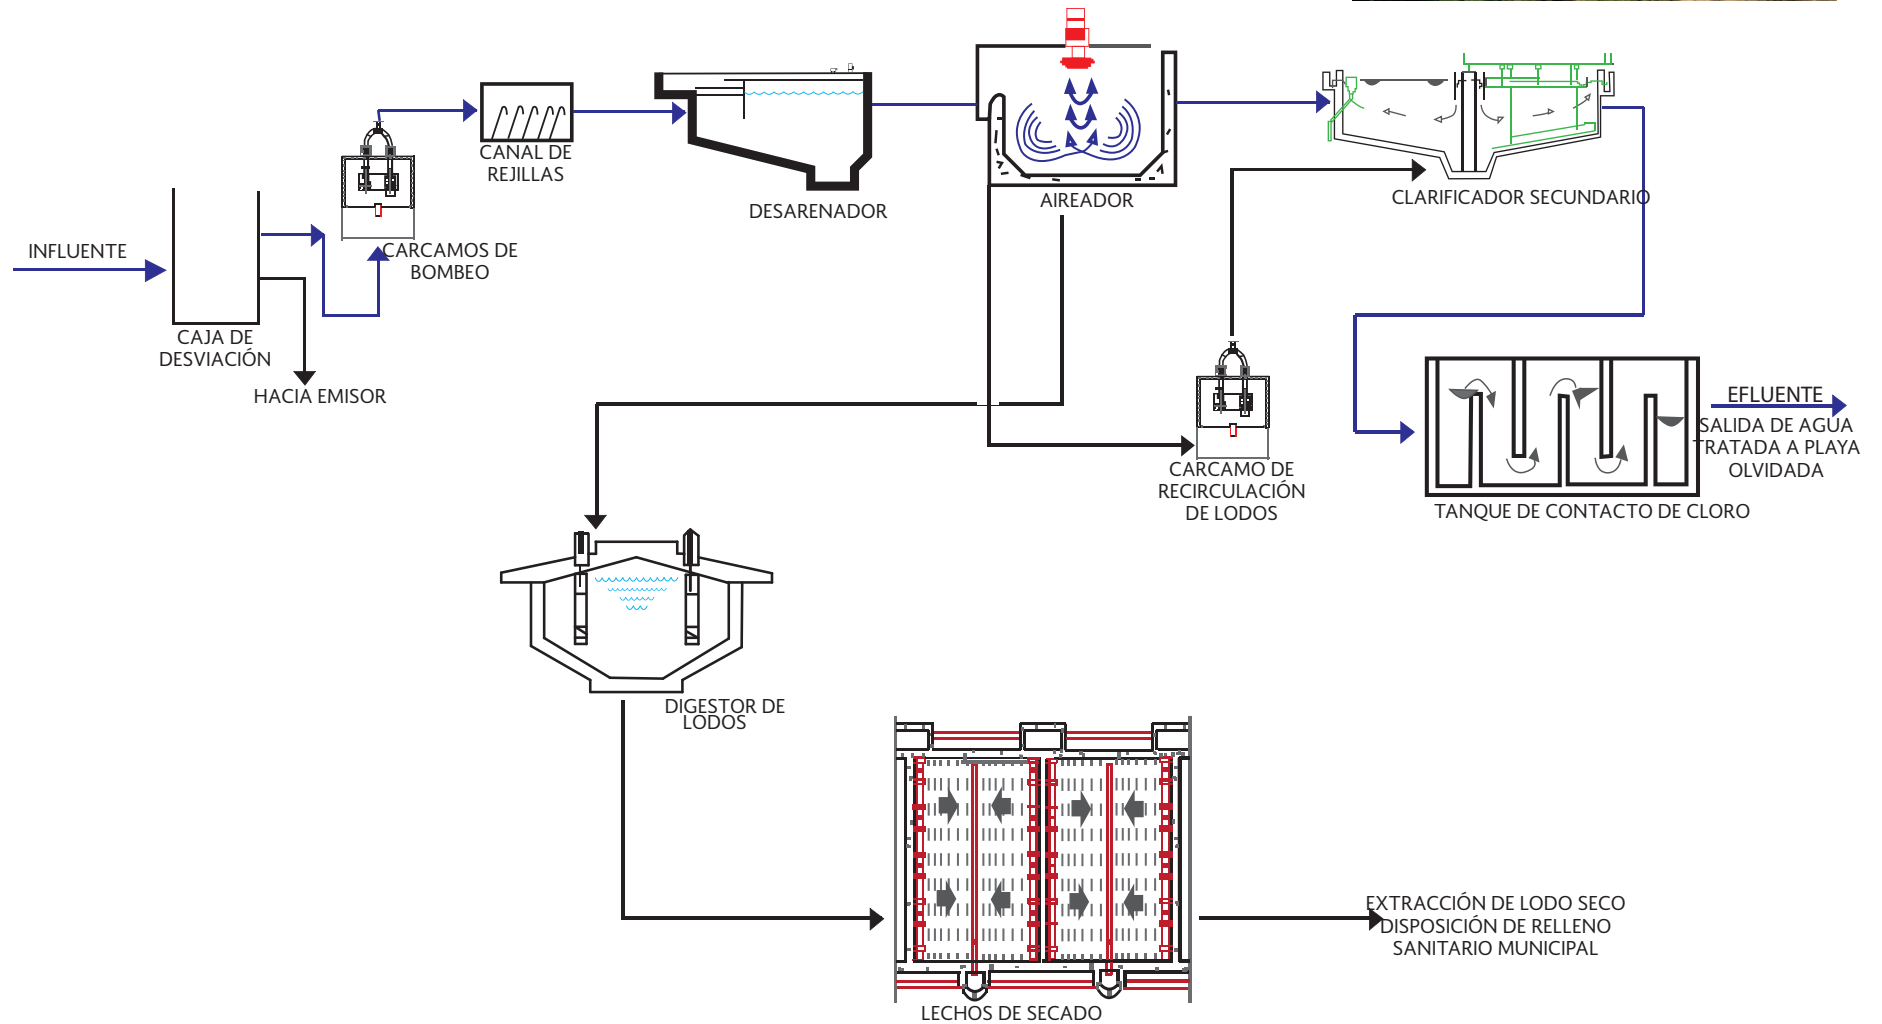 INFLUENTE
CAJA DE
DESVIACIÓN
HACIA EMISOR
CARCAMOS DE
BOMBEO
CANAL DE
REJILLAS
DESARENADOR
AIREADOR
CLARIFICADOR SECUNDARIO
CARCAMO DE
RECIRCULACIÓN
DE LODOS
EFLUENTE
SALIDA DE AGUA
TRATADA A PLAYA
OLVIDADA
TANQUE DE CONTACTO DE CLORO
DIGESTOR DE
LODOS
LECHOS DE SECADO
EXTRACCIÓN DE LODO SECO
DISPOSICIÓN DE RELLENO
SANITARIO MUNICIPAL